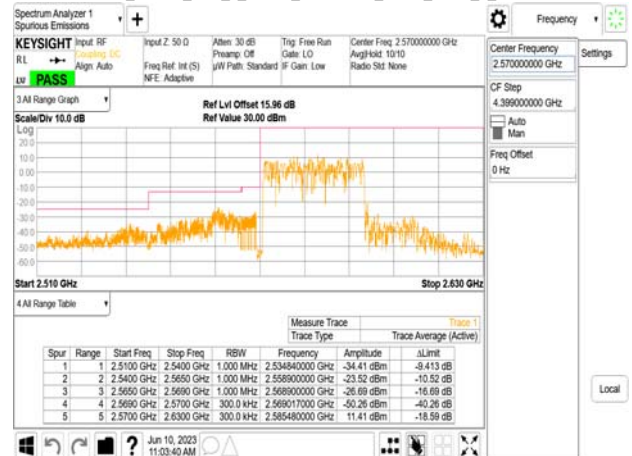 Spectrum Analyzer 1
Spurious Emissions
+
Frequency
KEYSIGHT
RL
LU
PASS
Input: RF
Coupling: DC
Align: Auto
Input Z: 50 Ω
Freq Ref: Int (S)
NFE: Adaptive
Atten: 30 dB
Preamp: Off
µW Path: Standard
Trig: Free Run
Gate: LO
IF Gain: Low
Center Freq: 2.570000000 GHz
Avg|Hold: 10/10
Radio Std: None
Center Frequency
2.570000000 GHz
Settings
CF Step
4.399000000 GHz
Auto
Man
Freq Offset
0 Hz
Local
3 All Range Graph
Scale/Div 10.0 dB
Ref Lvl Offset 15.96 dB
Ref Value 30.00 dBm
Log
20.0
10.0
0.00
-10.0
-20.0
-30.0
-40.0
-50.0
-60.0
Start 2.510 GHz
Stop 2.630 GHz
4 All Range Table
Measure Trace Trace 1
Trace Type Trace Average (Active)
Spur Range Start Freq Stop Freq RBW Frequency Amplitude ΔLimit
1 1 2.5100 GHz 2.5400 GHz 1.000 MHz 2.534840000 GHz -34.41 dBm -9.413 dB
2 2 2.5400 GHz 2.5650 GHz 1.000 MHz 2.558900000 GHz -23.52 dBm -10.52 dB
3 3 2.5650 GHz 2.5690 GHz 1.000 MHz 2.568900000 GHz -26.69 dBm -16.69 dB
4 4 2.5690 GHz 2.5700 GHz 300.0 kHz 2.569017000 GHz -50.26 dBm -40.26 dB
5 5 2.5700 GHz 2.6300 GHz 300.0 kHz 2.585480000 GHz 11.41 dBm -18.59 dB
?
Jun 10, 2023
11:03:40 AM